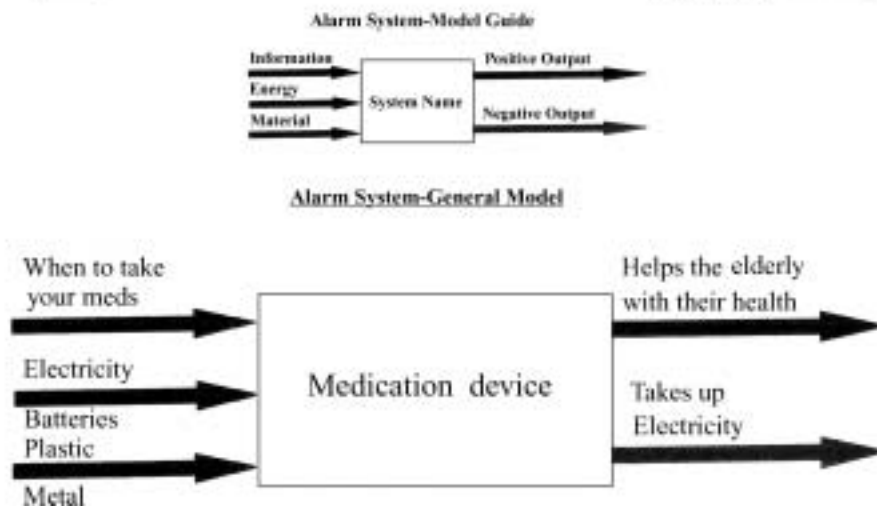 Alarm System-Model Guide
Information
Energy
Material
System Name
Positive Output
Negative Output
Alarm System-General Model
When to take
your meds
Electricity
Batteries
Plastic
Metal
Medication device
Helps the elderly
with their health
Takes up
Electricity